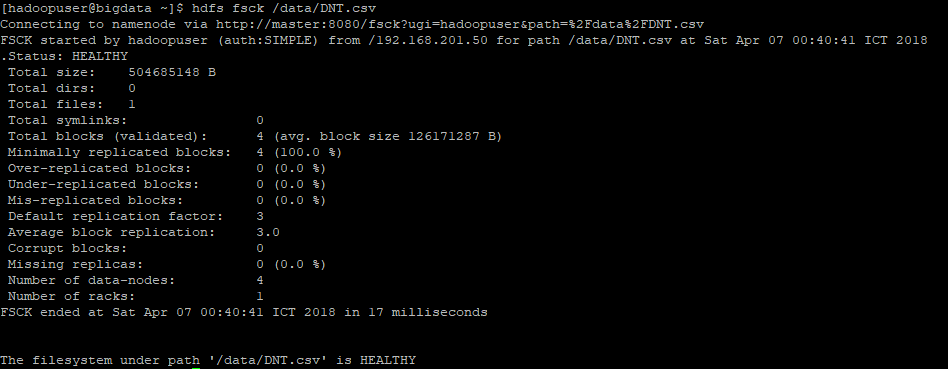 [hadoopuser@bigdata ~]$ hdfs fsck /data/DNT.csv
Connecting to namenode via http://master:8080/fsck?ugi=hadoopuser&path=%2Fdata%2FDNT.csv
FSCK started by hadoopuser (auth:SIMPLE) from /192.168.201.50 for path /data/DNT.csv at Sat Apr 07 00:40:41 ICT 2018
.Status: HEALTHY
Total size: 504685148 B
Total dirs: 0
Total files: 1
Total symlinks: 0
Total blocks (validated): 4 (avg. block size 126171287 B)
Minimally replicated blocks: 4 (100.0 %)
Over-replicated blocks: 0 (0.0 %)
Under-replicated blocks: 0 (0.0 %)
Mis-replicated blocks: 0 (0.0 %)
Default replication factor: 3
Average block replication: 3.0
Corrupt blocks: 0
Missing replicas: 0 (0.0 %)
Number of data-nodes: 4
Number of racks: 1
FSCK ended at Sat Apr 07 00:40:41 ICT 2018 in 17 milliseconds
The filesystem under path '/data/DNT.csv' is HEALTHY